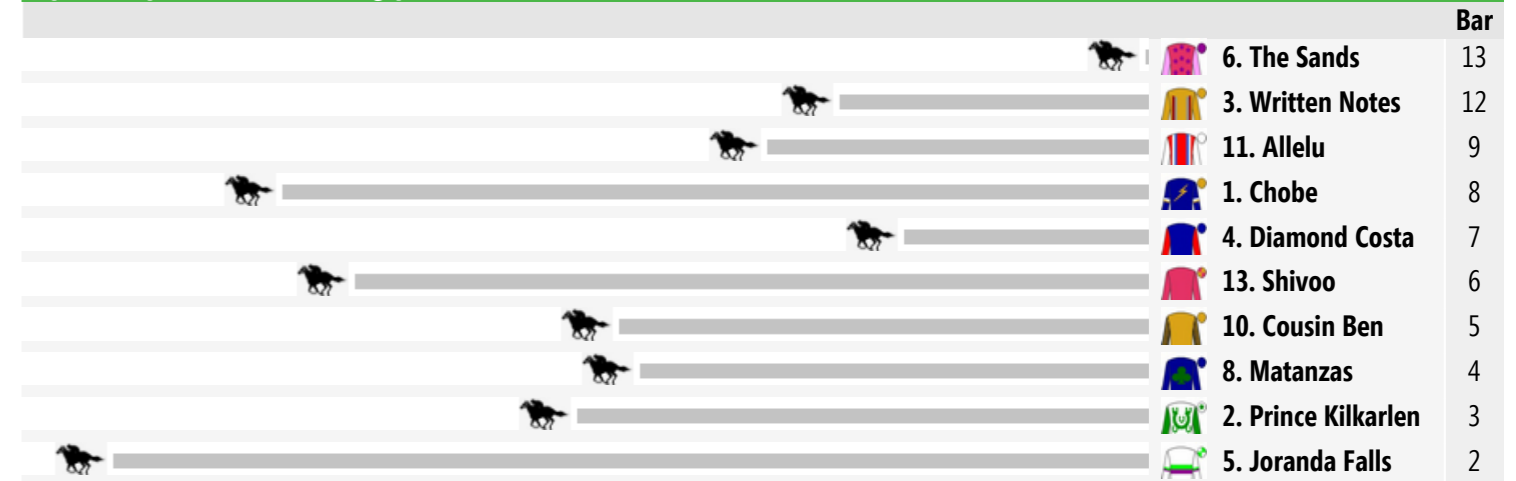 Bar
6. The Sands 13
3. Written Notes 12
11. Allelu 9
1. Chobe 8
4. Diamond Costa 7
13. Shivoo 6
10. Cousin Ben 5
8. Matanzas 4
2. Prince Kilkarlen 3
5. Joranda Falls 2